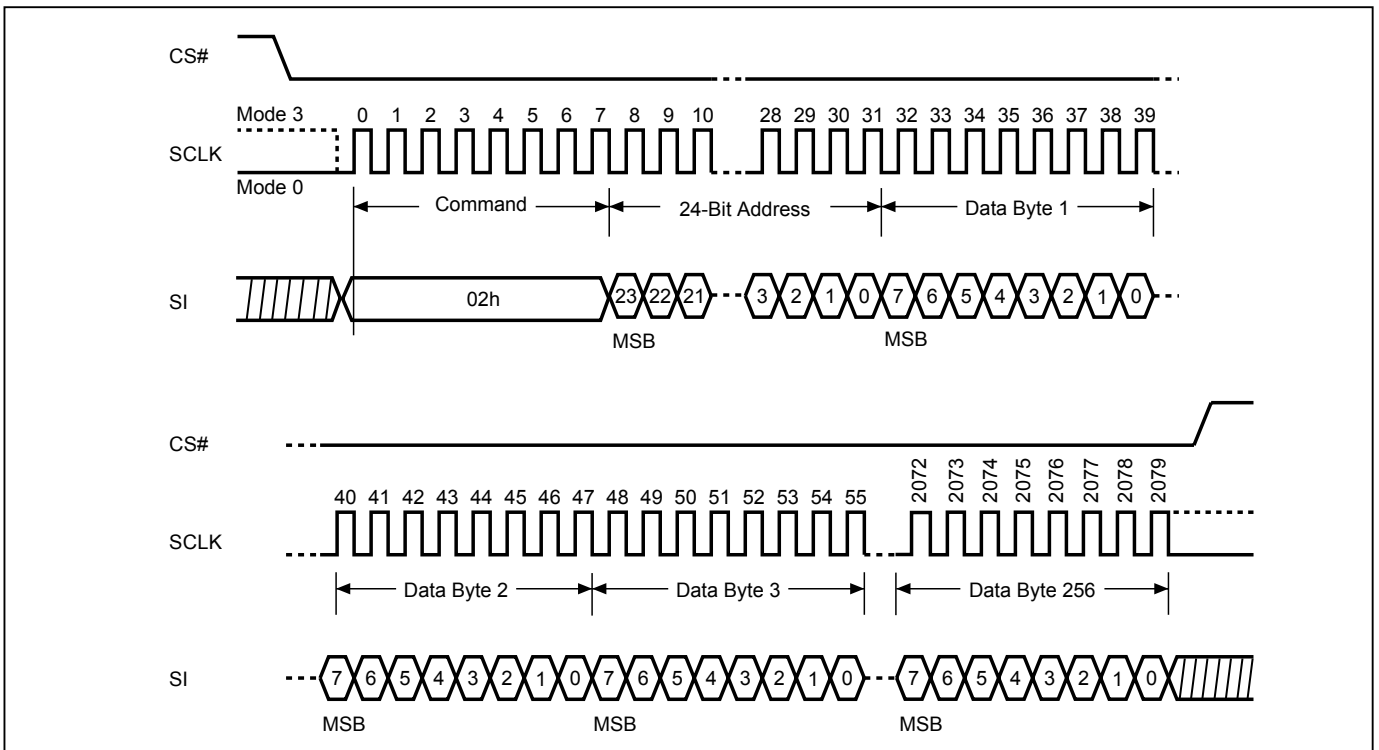 CS#
Mode 3
0 1 2 3 4 5 6 7 8 9 10 28 29 30 31 32 33 34 35 36 37 38 39
SCLK
Mode 0
Command 24-Bit Address Data Byte 1
SI 02h 23 22 21 3 2 1 0 7 6 5 4 3 2 1 0
MSB MSB
CS#
40 41 42 43 44 45 46 47 48 49 50 51 52 53 54 55 2072 2073 2074 2075 2076 2077 2078 2079
SCLK
Data Byte 2 Data Byte 3 Data Byte 256
SI 7 6 5 4 3 2 1 0 7 6 5 4 3 2 1 0 7 6 5 4 3 2 1 0
MSB MSB MSB